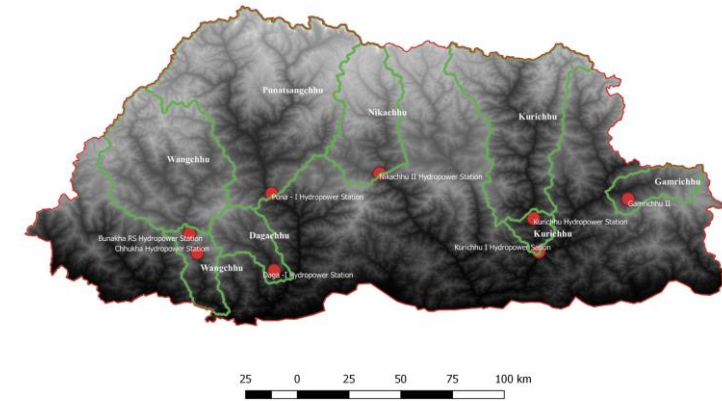 Punatsangchhu
Nikachhu
Kurichhu
Wangchhu
Nikachhu II Hydropower Station
Gamrichhu
Puna - I Hydropower Station
Gamrichhu II
Kurichhu Hydropower Station
Dagachhu
Kurichhu
Bunakha RS Hydropower Station
Chhukha Hydropower Station
Kurichhu I Hydropower Sation
Wangchhu
Daga -I Hydropower Station
25 0 25 50 75 100 km